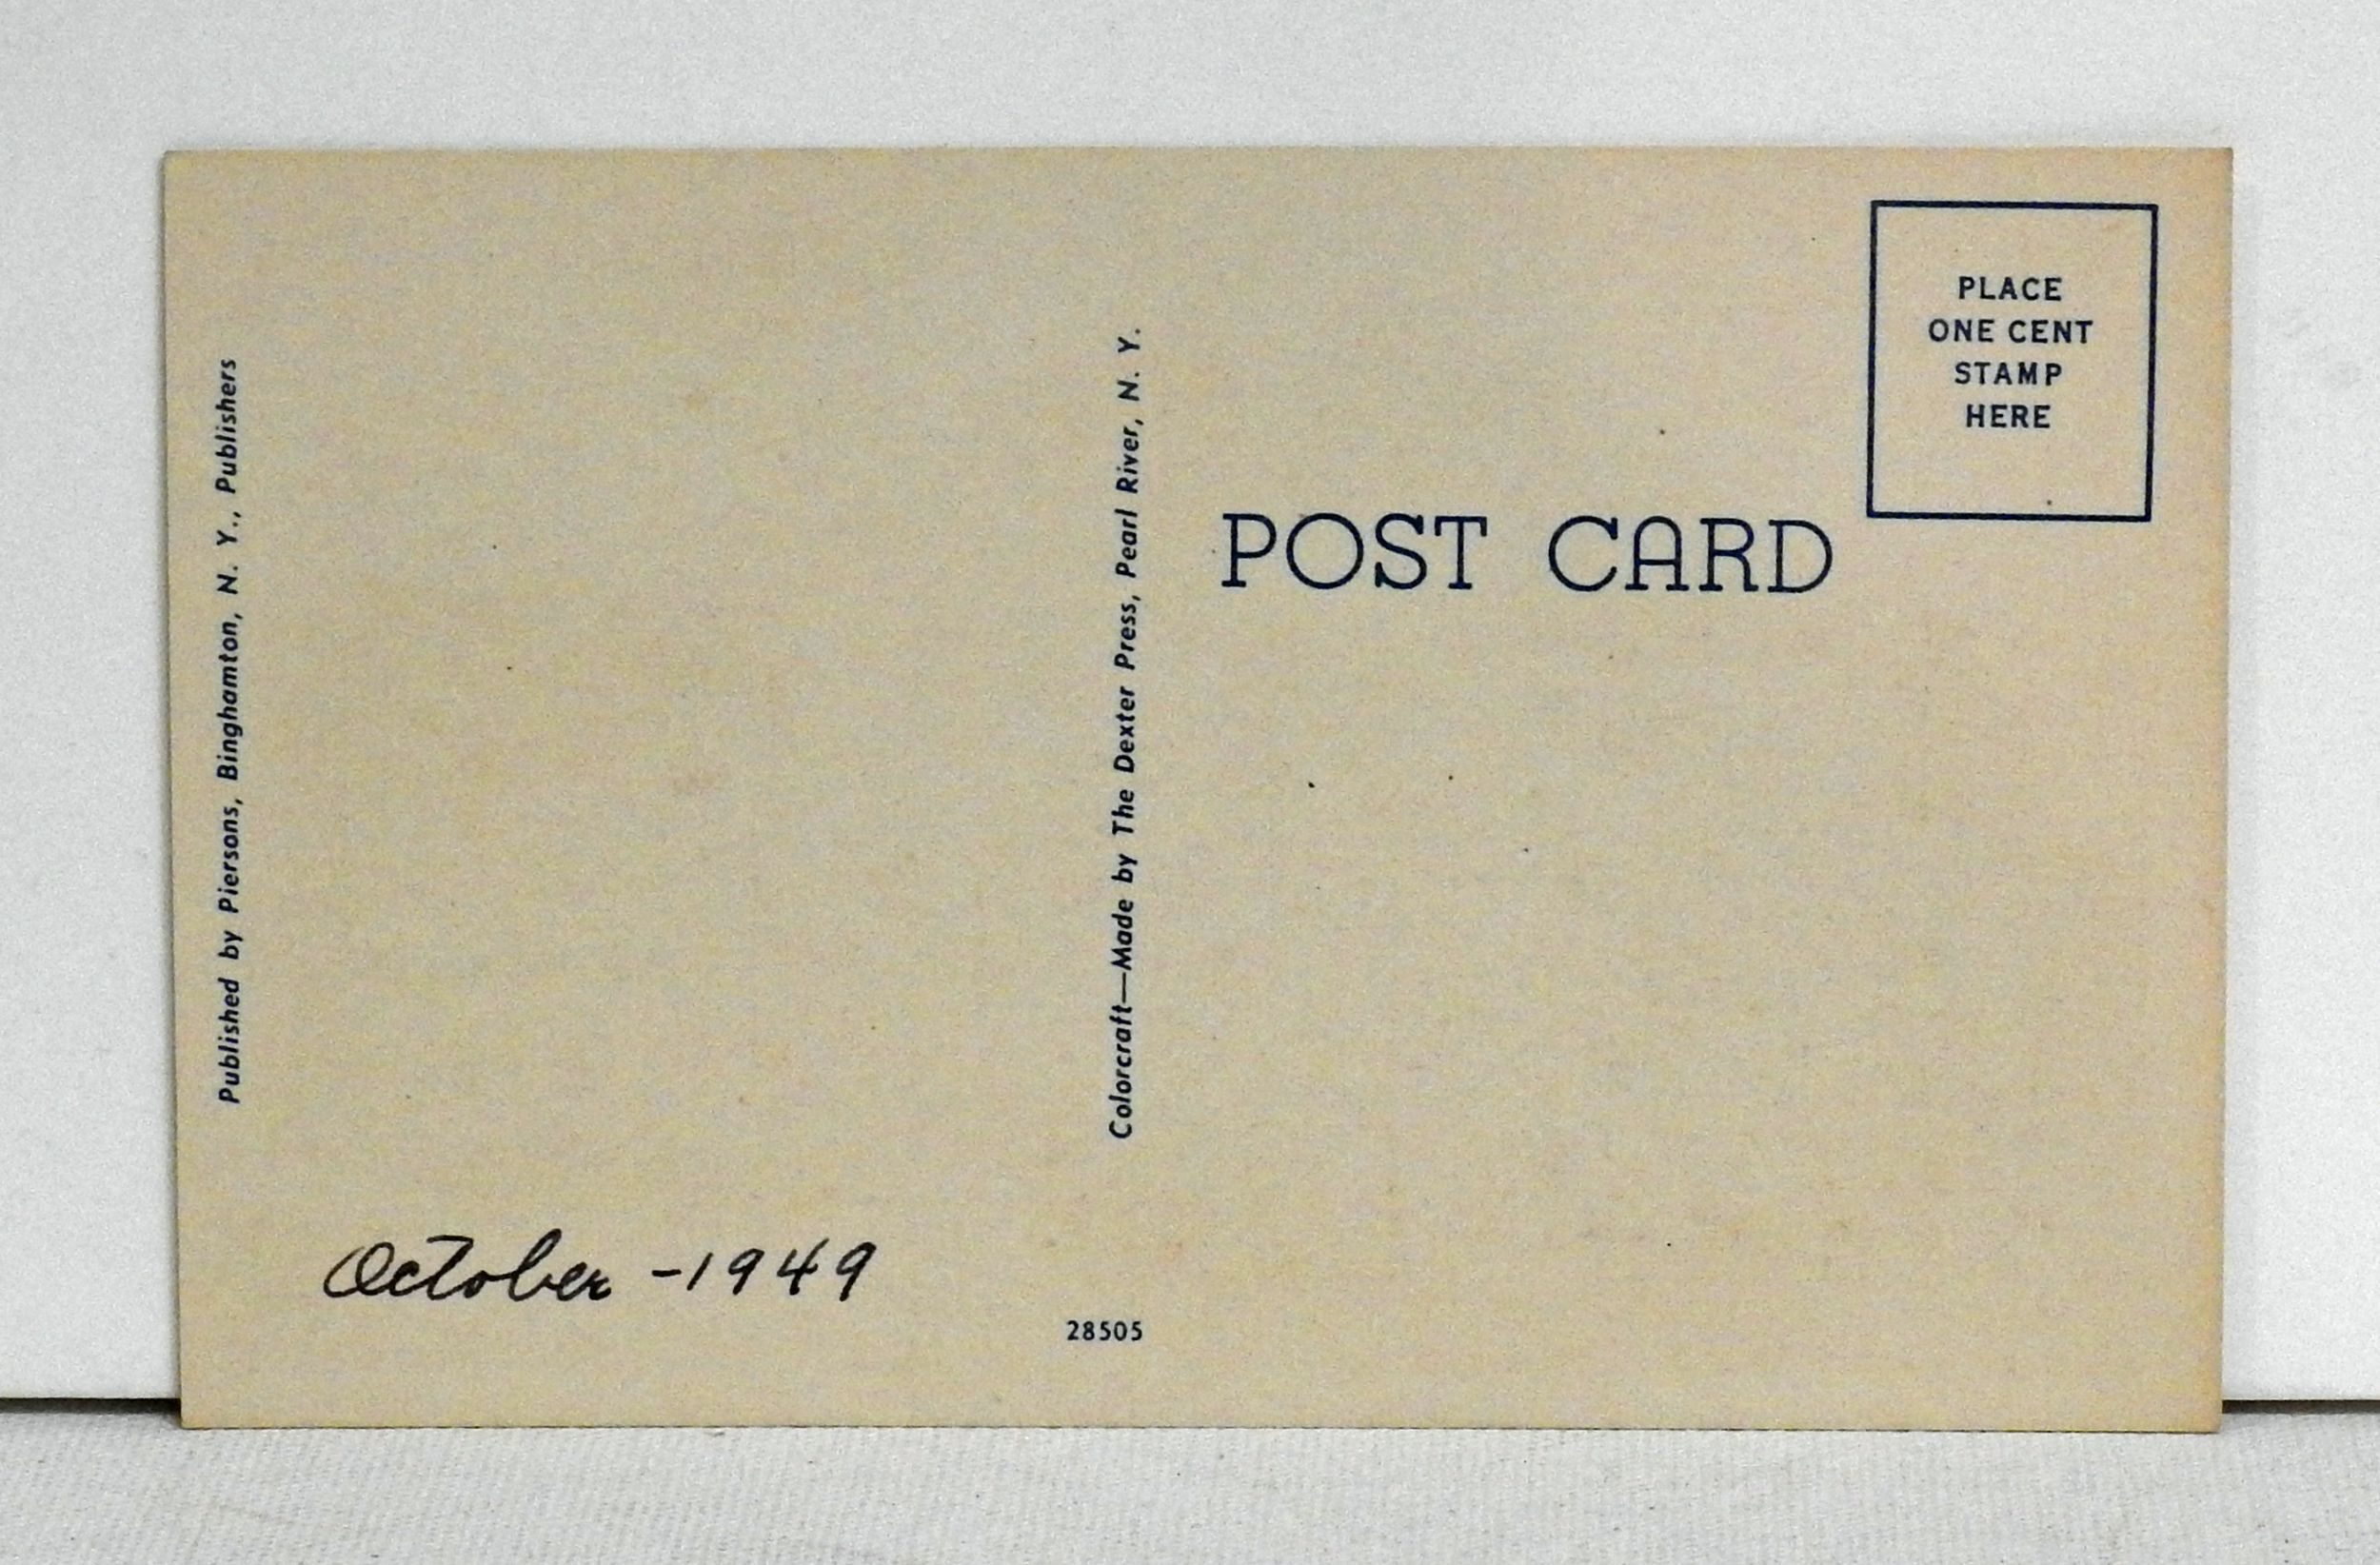 Published by Piersons, Binghamton, N. Y., Publishers
Colorcraft—Made by The Dexter Press, Pearl River, N. Y.
PLACE
ONE CENT
STAMP
HERE
POST CARD
October -1949
28505